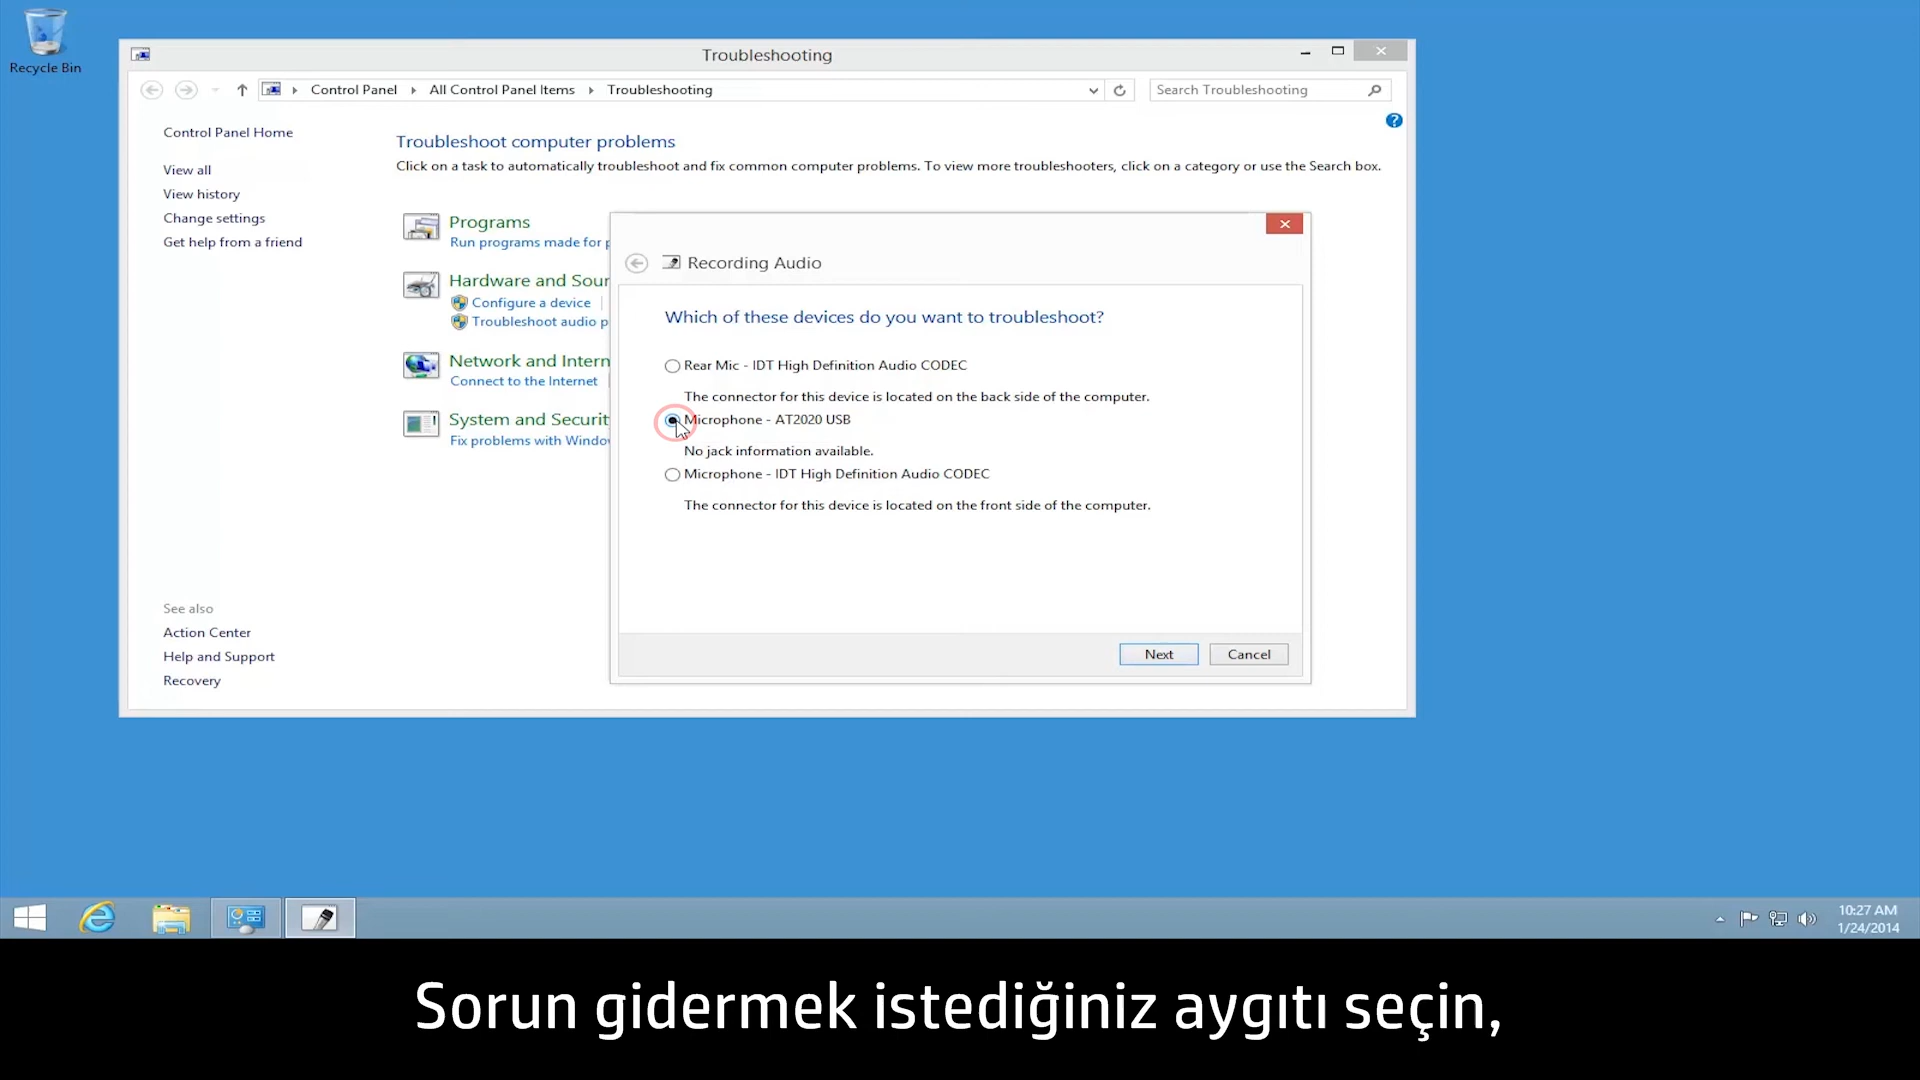 Recycle Bin
Troubleshooting
Control Panel
All Control Panel Items
Troubleshooting
Search Troubleshooting
Control Panel Home
View all
View history
Change settings
Get help from a friend
See also
Action Center
Help and Support
Recovery
Troubleshoot computer problems
Click on a task to automatically troubleshoot and fix common computer problems. To view more troubleshooters, click on a category or use the Search box.
Programs
Run programs made for p
Hardware and Sour
Configure a device
Troubleshoot audio p
Network and Intern
Connect to the Internet
System and Securit
Fix problems with Windo
Recording Audio
Which of these devices do you want to troubleshoot?
Rear Mic - IDT High Definition Audio CODEC
The connector for this device is located on the back side of the computer.
Microphone - AT2020 USB
No jack information available.
Microphone - IDT High Definition Audio CODEC
The connector for this device is located on the front side of the computer.
Next
Cancel
10:27 AM
1/24/2014
Sorun gidermek istediğiniz aygıtı seçin,